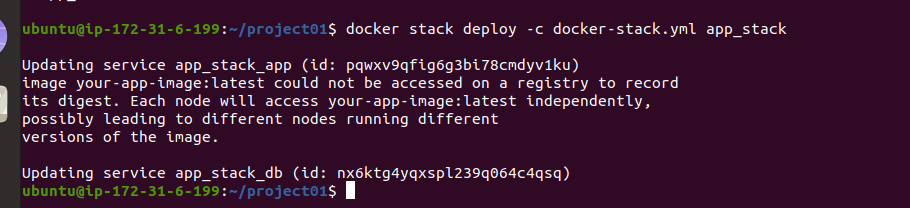 ubuntu@ip-172-31-6-199:~/project01$ docker stack deploy -c docker-stack.yml app_stack
Updating service app_stack_app (id: pqwxv9qfig6g3bi78cmdyv1ku)
image your-app-image:latest could not be accessed on a registry to record
its digest. Each node will access your-app-image:latest independently,
possibly leading to different nodes running different
versions of the image.
Updating service app_stack_db (id: nx6ktg4yqxspl239q064c4qsq)
ubuntu@ip-172-31-6-199:~/project01$